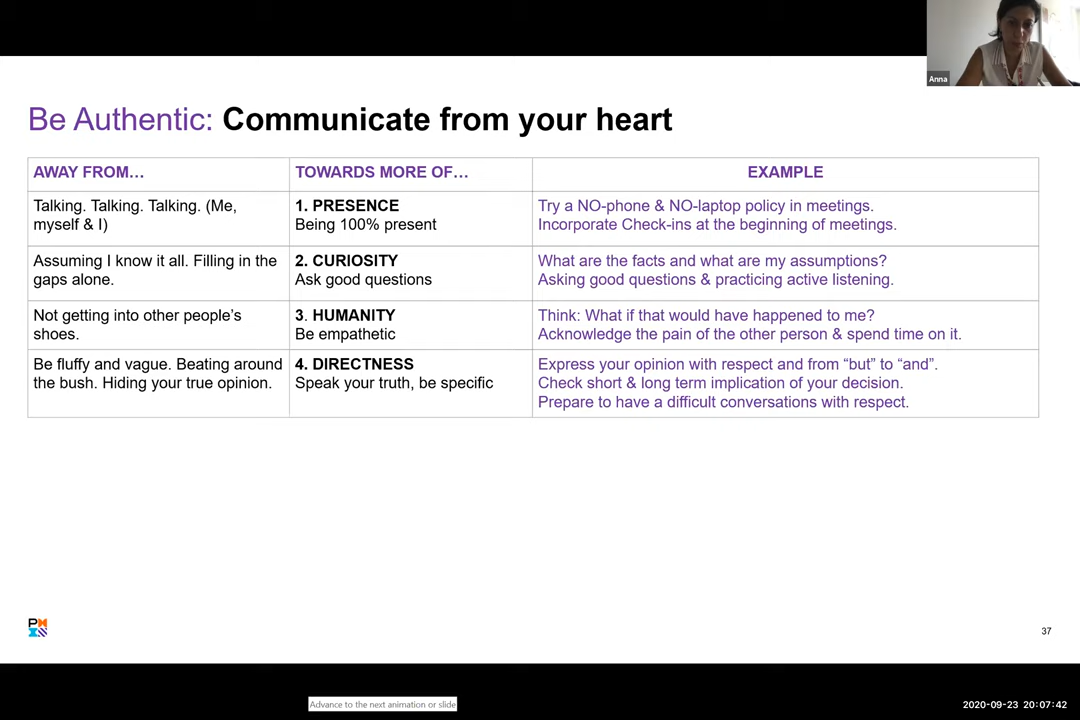 Anna
Be Authentic: Communicate from your heart
AWAY FROM… TOWARDS MORE OF… EXAMPLE
Talking. Talking. Talking. (Me,
myself & I)
1. PRESENCE
Being 100% present
Try a NO-phone & NO-laptop policy in meetings.
Incorporate Check-ins at the beginning of meetings.
Assuming I know it all. Filling in the
gaps alone.
2. CURIOSITY
Ask good questions
What are the facts and what are my assumptions?
Asking good questions & practicing active listening.
Not getting into other people’s
shoes.
3. HUMANITY
Be empathetic
Think: What if that would have happened to me?
Acknowledge the pain of the other person & spend time on it.
Be fluffy and vague. Beating around
the bush. Hiding your true opinion.
4. DIRECTNESS
Speak your truth, be specific
Express your opinion with respect and from “but” to “and”.
Check short & long term implication of your decision.
Prepare to have a difficult conversations with respect.
37
Advance to the next animation or slide
2020-09-23 20:07:42